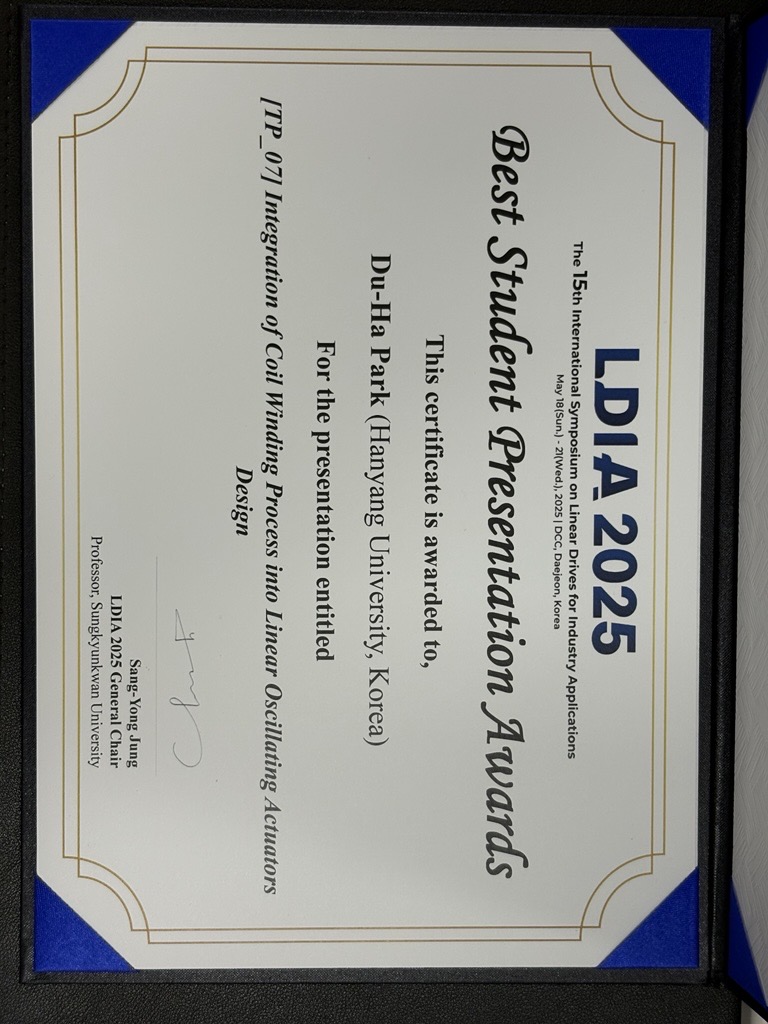 LDIA 2025
The 15th International Symposium on Linear Drives for Industry Applications
May 18(Sun.) - 21(Wed.), 2025 | DCC, Daejeon, Korea
Best Student Presentation Awards
This certificate is awarded to,
Du-Ha Park (Hanyang University, Korea)
For the presentation entitled
[TP_07] Integration of Coil Winding Process into Linear Oscillating Actuators
Design
Sang-Yong Jung
LDIA 2025 General Chair
Professor, Sungkyunkwan University